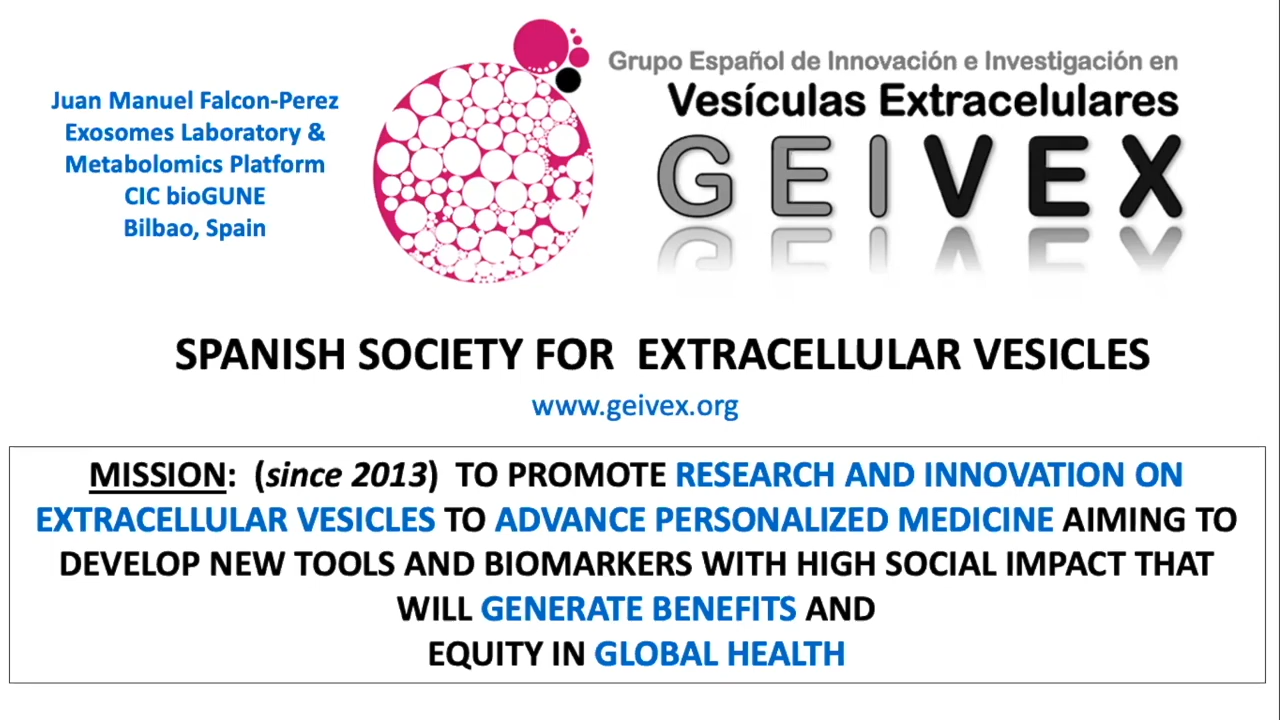 Juan Manuel Falcon-Perez
Exosomes Laboratory &
Metabolomics Platform
CIC bioGUNE
Bilbao, Spain
Grupo Español de Innovación e Investigación en
Vesículas Extracelulares
GEIVEX
SPANISH SOCIETY FOR EXTRACELLULAR VESICLES
www.geivex.org
MISSION: (since 2013) TO PROMOTE RESEARCH AND INNOVATION ON
EXTRACELLULAR VESICLES TO ADVANCE PERSONALIZED MEDICINE AIMING TO
DEVELOP NEW TOOLS AND BIOMARKERS WITH HIGH SOCIAL IMPACT THAT
WILL GENERATE BENEFITS AND
EQUITY IN GLOBAL HEALTH